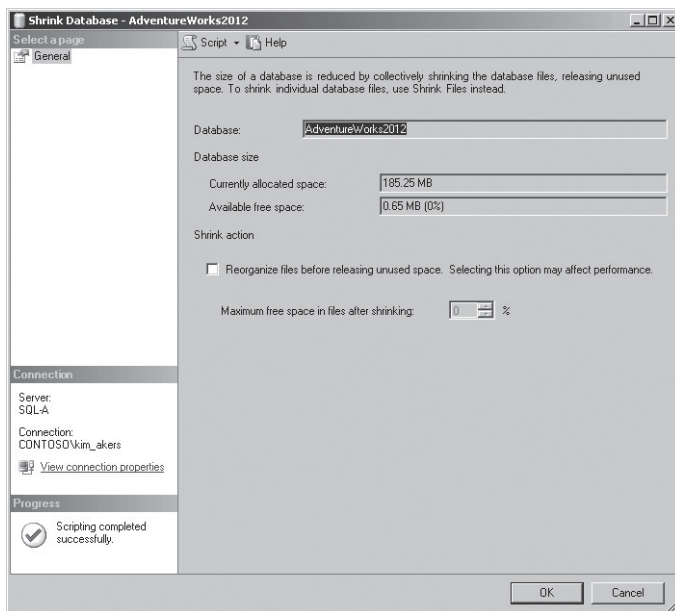 Shrink Database - AdventureWorks2012
Select a page
General
Script
Help
The size of a database is reduced by collectively shrinking the database files, releasing unused
space. To shrink individual database files, use Shrink Files instead.
Database:
AdventureWorks2012
Database size
Currently allocated space:
185.25 MB
Available free space:
0.65 MB (0%)
Shrink action
Reorganize files before releasing unused space. Selecting this option may affect performance.
Maximum free space in files after shrinking:
0
%
Connection
Server:
SQL-A
Connection:
CONTOSO\kim_akers
View connection properties
Progress
Scripting completed
successfully.
OK
Cancel